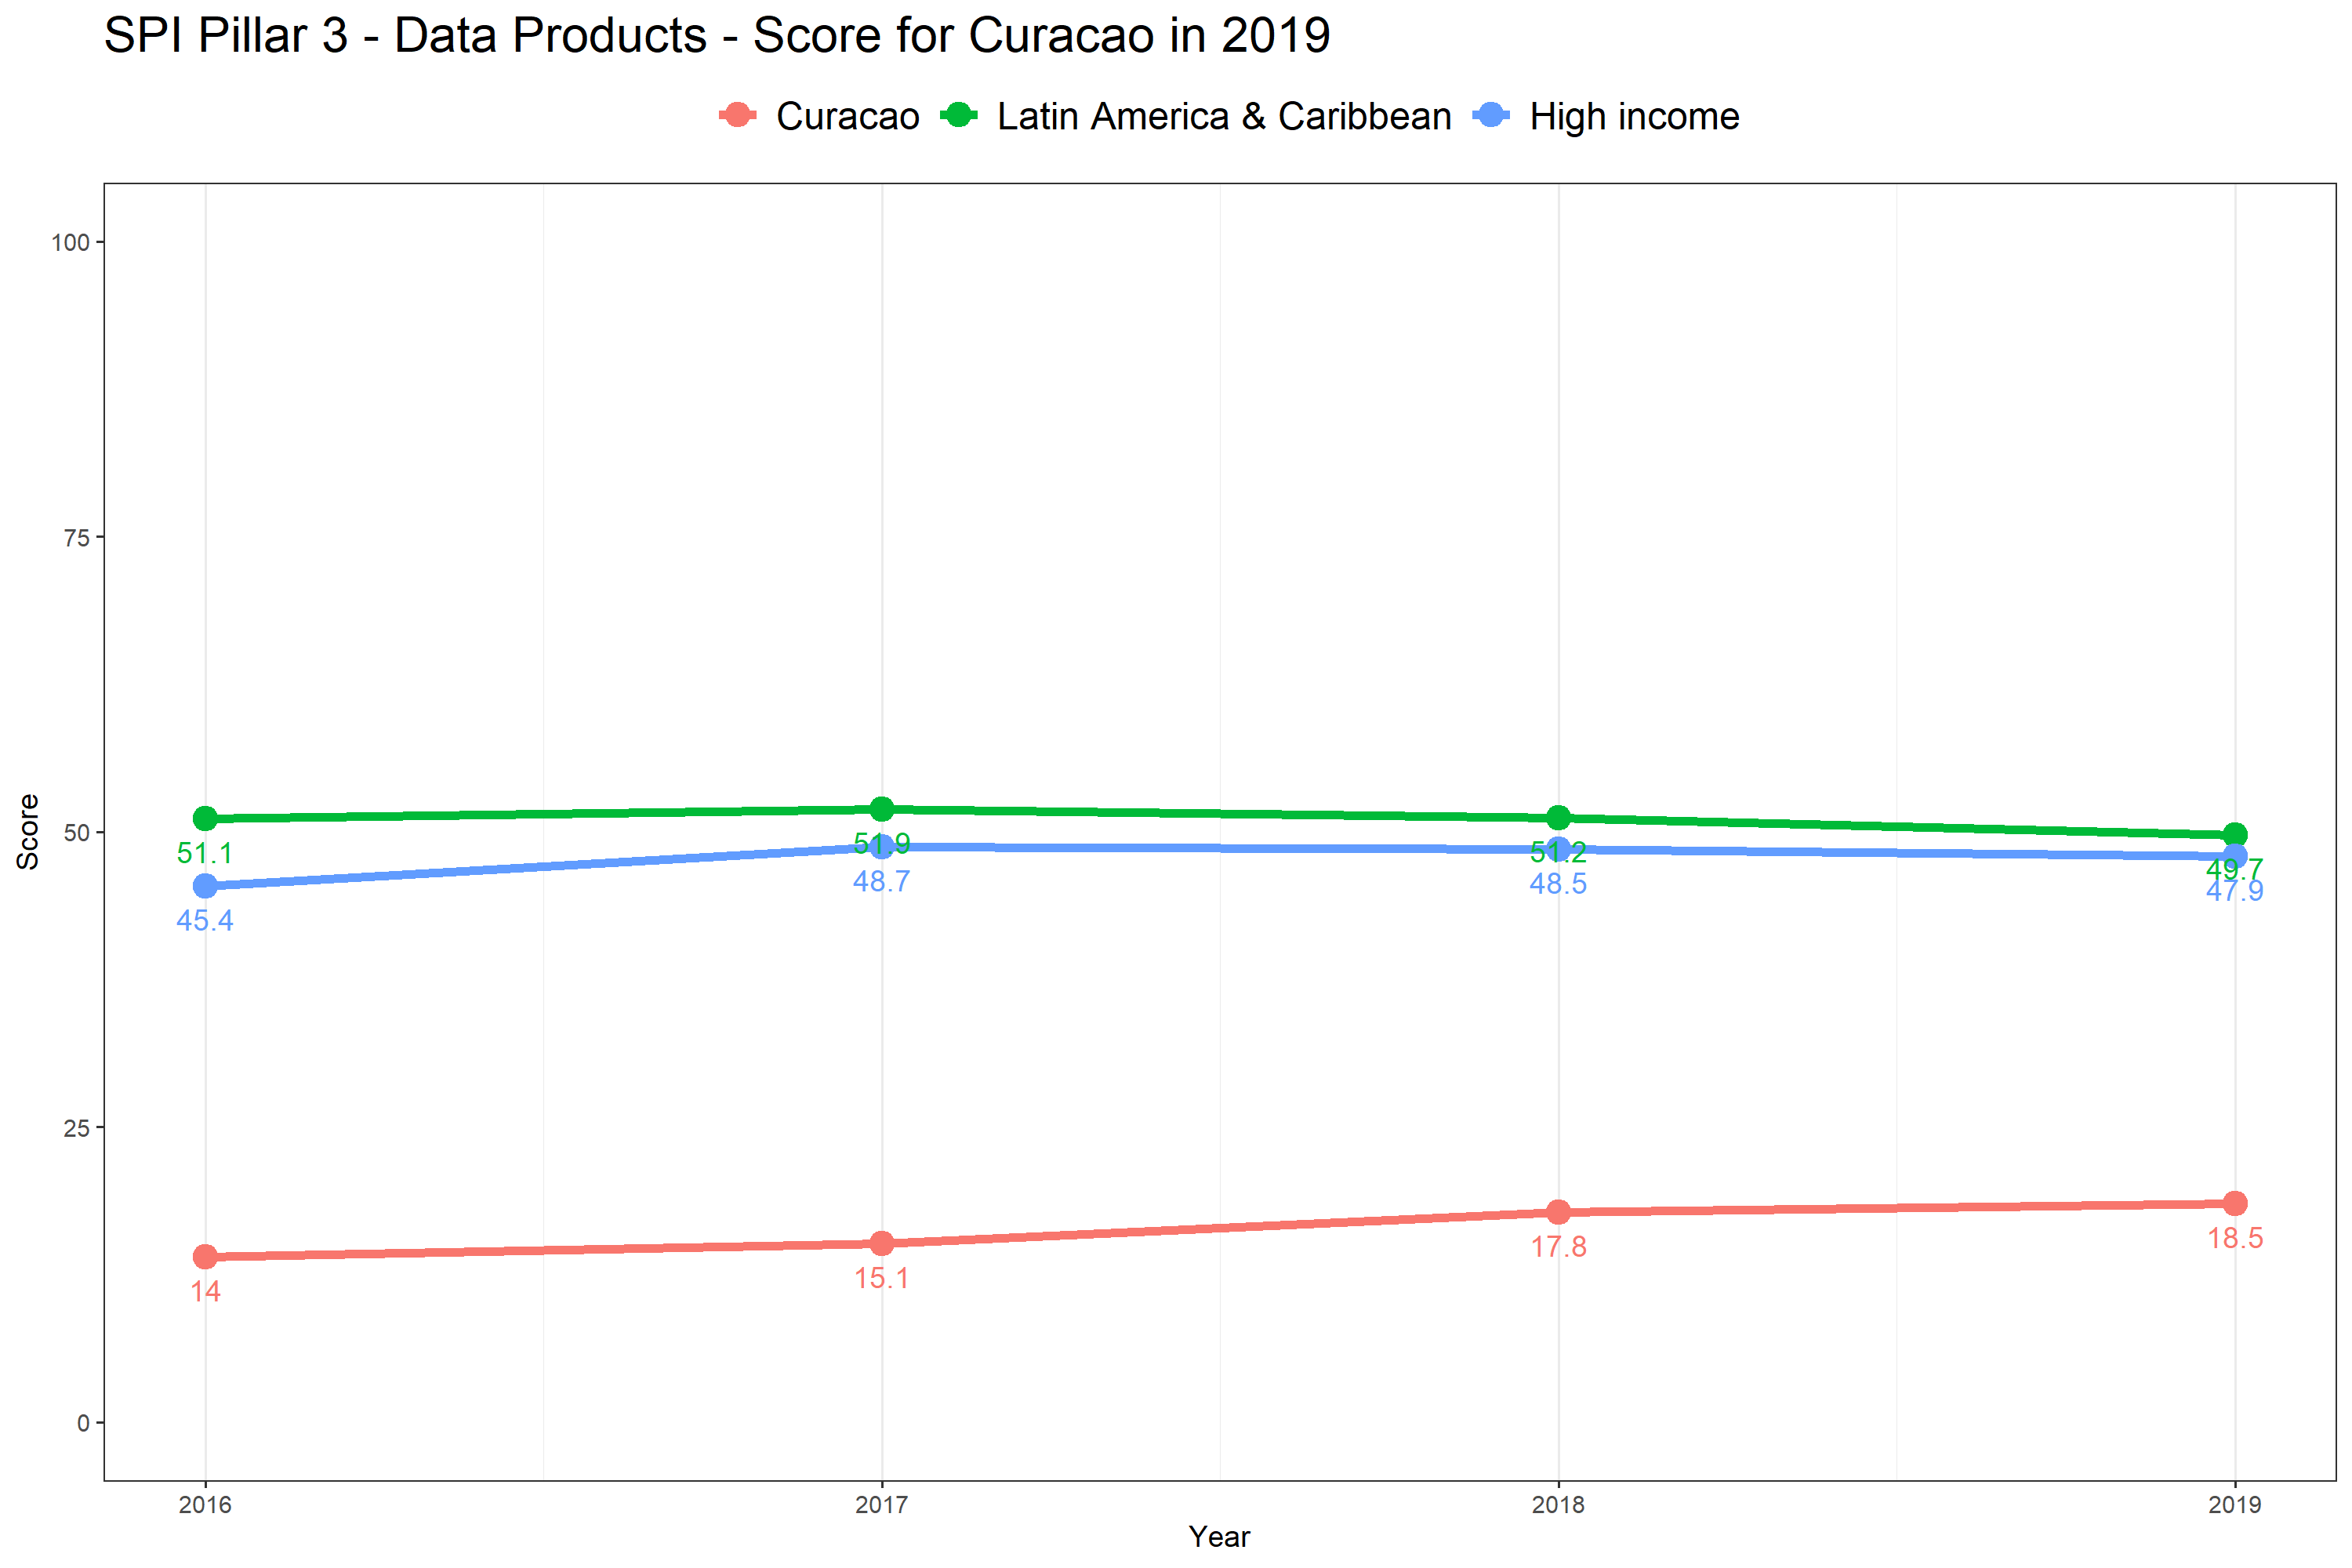 SPI Pillar 3 - Data Products - Score for Curacao in 2019
Curacao Latin America & Caribbean High income
100
75
50
25
0
Score
51.1 51.9 51.2 49.7
45.4 48.7 48.5 47.9
14 15.1 17.8 18.5
2016 2017 2018 2019
Year